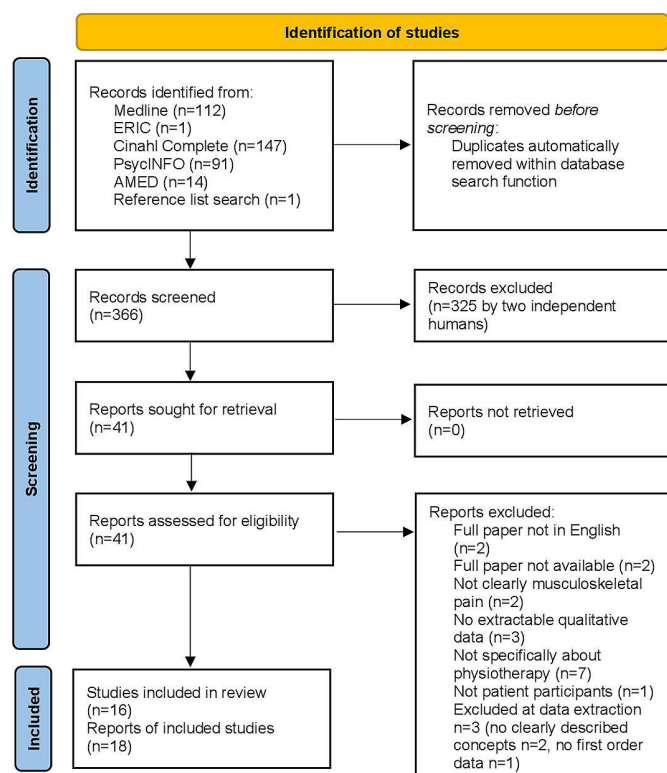 Identification of studies
Identification
Records identified from:
Medline (n=112)
ERIC (n=1)
Cinahl Complete (n=147)
PsycINFO (n=91)
AMED (n=14)
Reference list search (n=1)
Records removed before
screening:
Duplicates automatically
removed within database
search function
Screening
Records screened
(n=366)
Records excluded
(n=325 by two independent
humans)
Reports sought for retrieval
(n=41)
Reports not retrieved
(n=0)
Reports assessed for eligibility
(n=41)
Reports excluded:
Full paper not in English
(n=2)
Full paper not available (n=2)
Not clearly musculoskeletal
pain (n=2)
No extractable qualitative
data (n=3)
Not specifically about
physiotherapy (n=7)
Not patient participants (n=1)
Excluded at data extraction
n=3 (no clearly described
concepts n=2, no first order
data n=1)
Included
Studies included in review
(n=16)
Reports of included studies
(n=18)